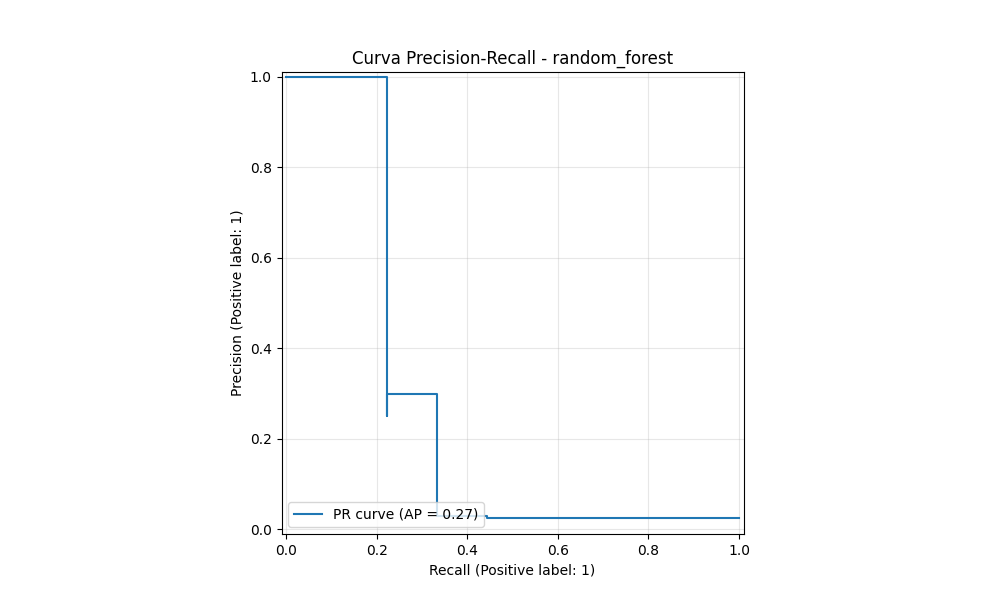 Curva Precision-Recall - random_forest
1.0
0.8
0.6
0.4
0.2
0.0
Precision (Positive label: 1)
PR curve (AP = 0.27)
0.0 0.2 0.4 0.6 0.8 1.0
Recall (Positive label: 1)